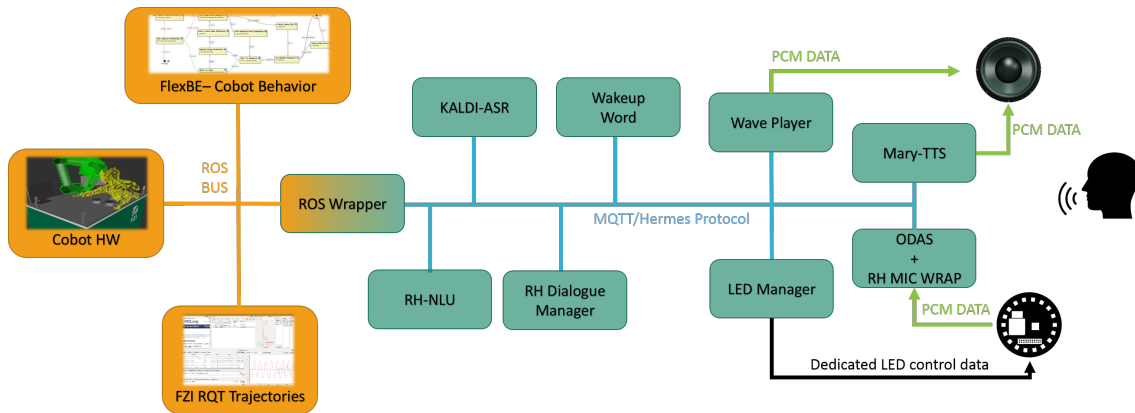 FlexBE– Cobot Behavior
PCM DATA
KALDI-ASR
Wakeup
Word
Wave Player
PCM DATA
Mary-TTS
ROS
BUS
ROS Wrapper
MQTT/Hermes Protocol
Cobot HW
ODAS
+
RH MIC WRAP
RH-NLU
RH Dialogue
Manager
LED Manager
PCM DATA
Dedicated LED control data
FZI RQT Trajectories